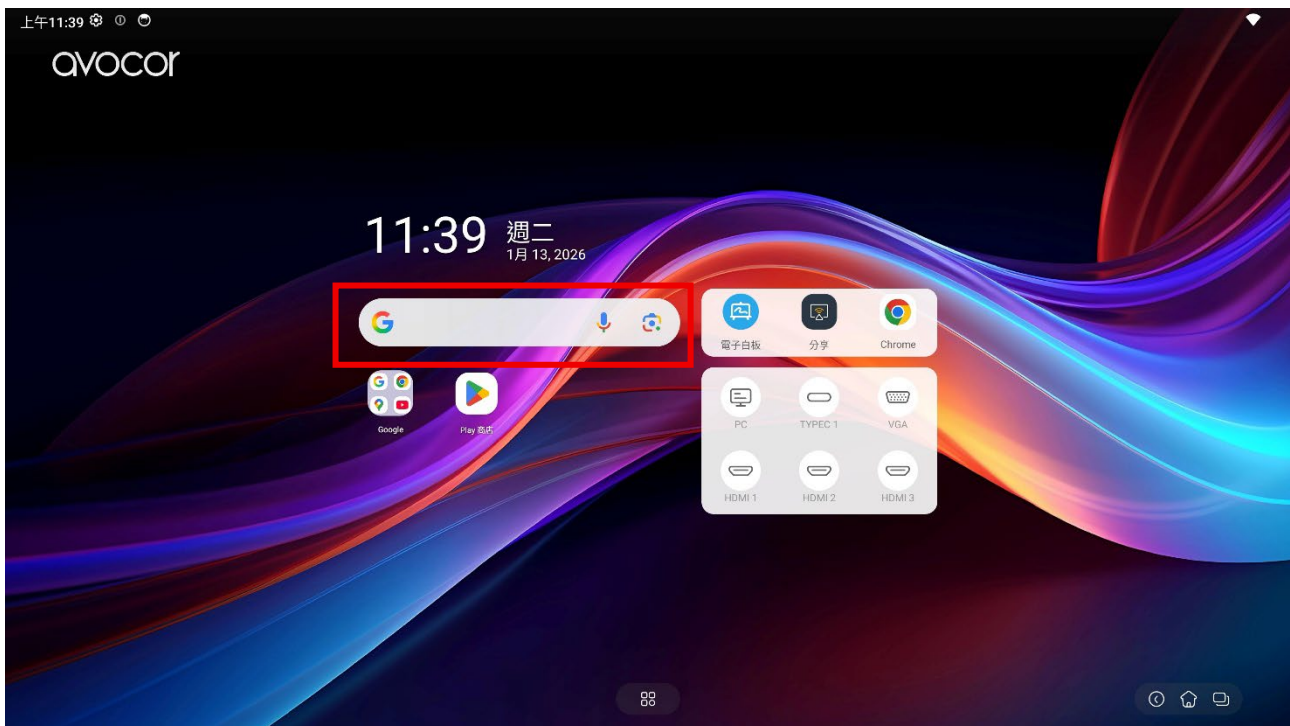 上午11:39
avocor
11:39
週二
1月 13, 2026
電子白板
分享
Chrome
Google
Play 商店
PC
TYPEC 1
VGA
HDMI 1
HDMI 2
HDMI 3